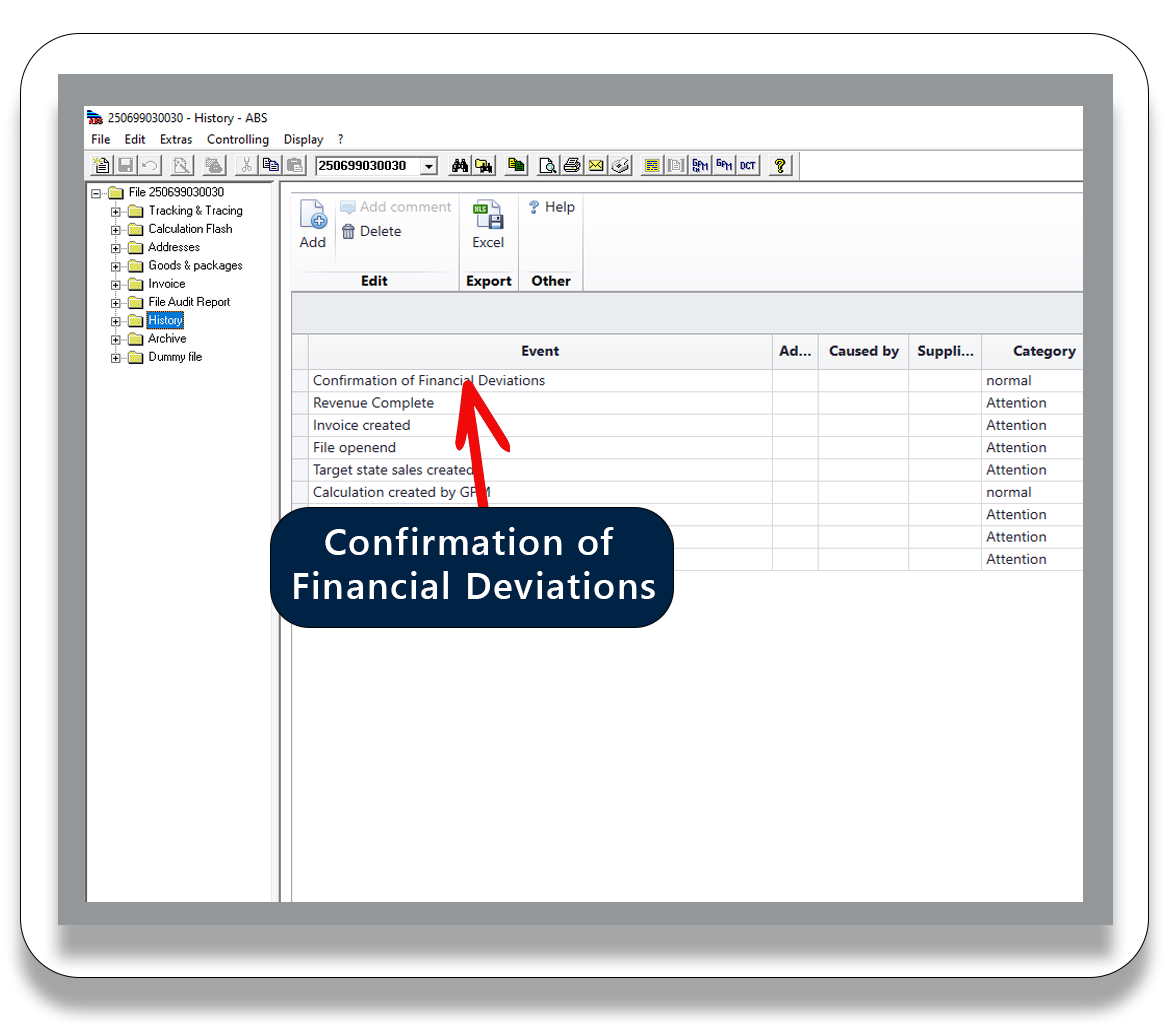 250699030030 - History - ABS
File Edit Extras Controlling Display ?
250699030030
DCT
File 250699030030
Tracking & Tracing
Calculation Flash
Addresses
Goods & packages
Invoice
File Audit Report
History
Archive
Dummy file
Add
Add comment
Delete
Edit
XLS
Excel
Export
Help
Other
Event Ad... Caused by Suppli... Category
Confirmation of Financial Deviations normal
Revenue Complete Attention
Invoice created Attention
File openend Attention
Target state sales created Attention
Calculation created by GPM normal
Attention
Attention
Attention
Confirmation of
Financial Deviations